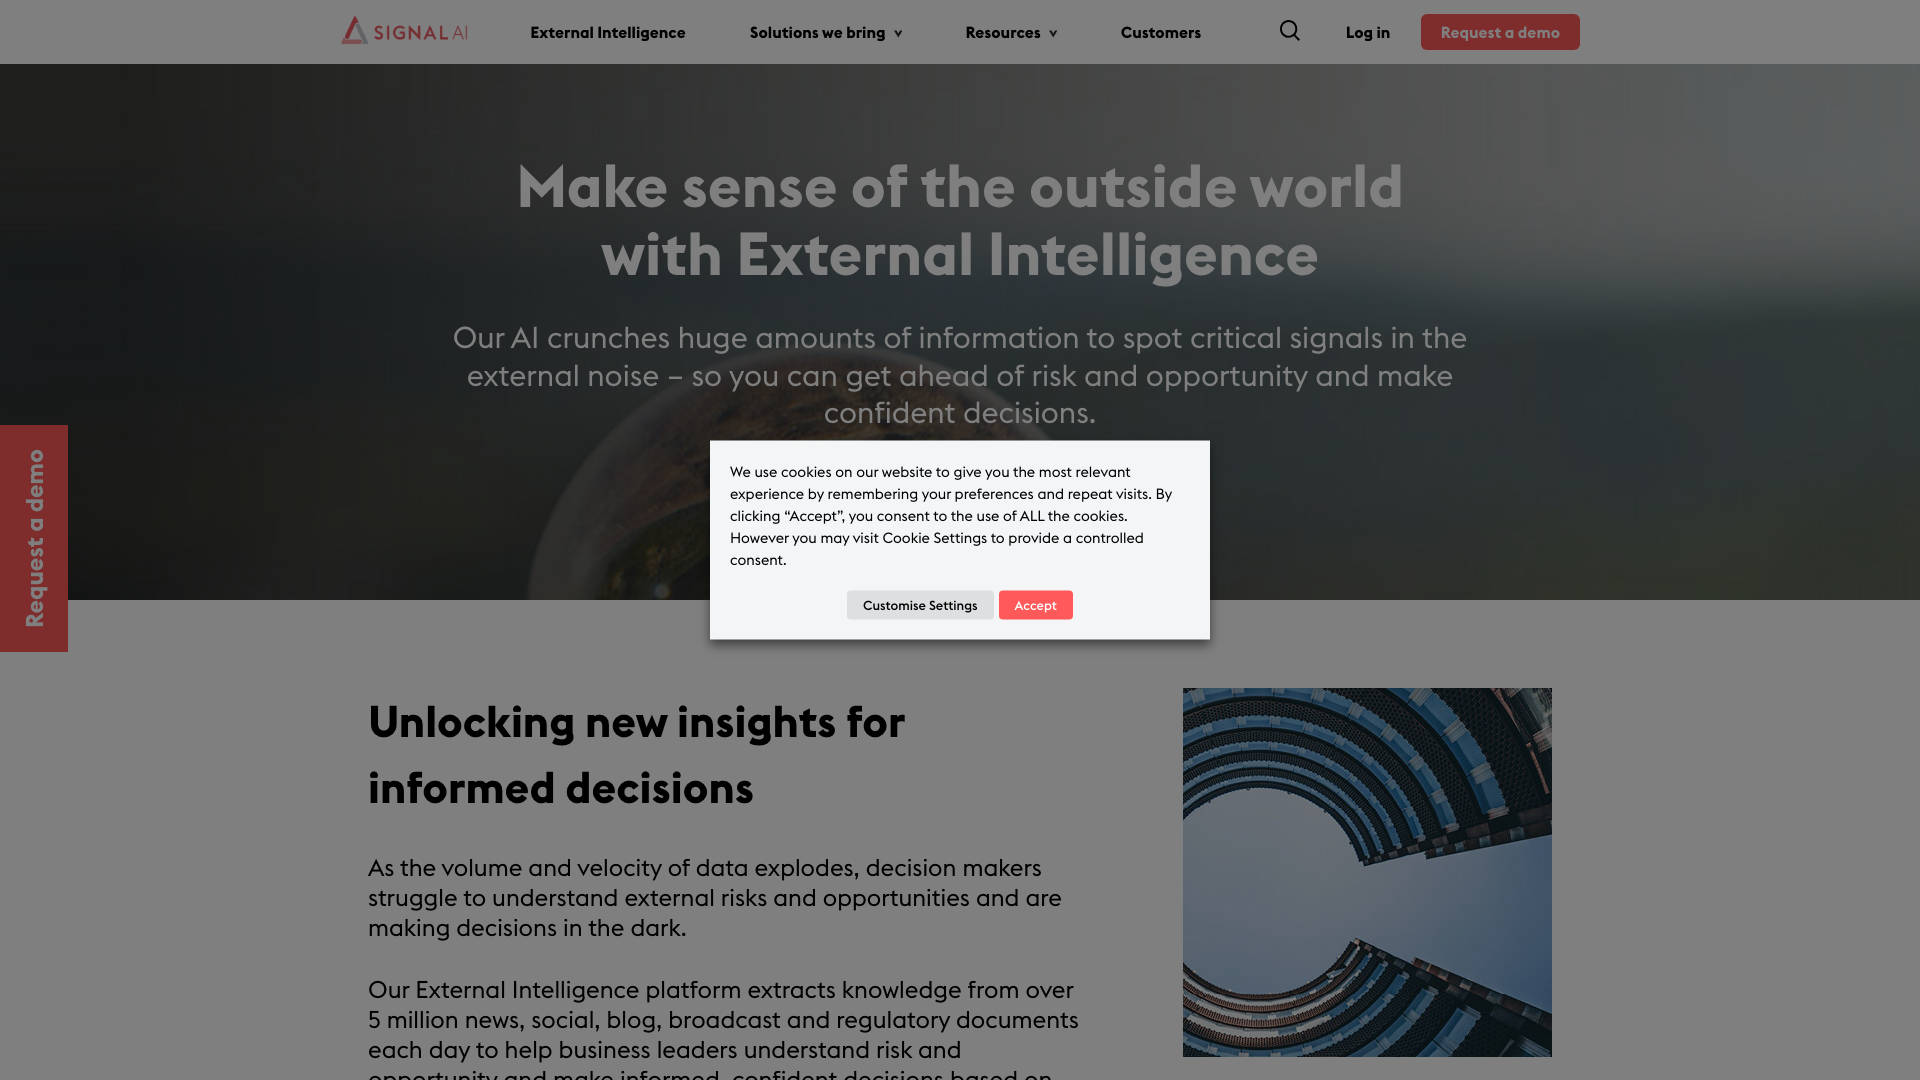 SIGNAL AI
External Intelligence
Solutions we bring
Resources
Customers
Log in
Request a demo
Make sense of the outside world
with External Intelligence
Our AI crunches huge amounts of information to spot critical signals in the
external noise – so you can get ahead of risk and opportunity and make
confident decisions.
Request a demo
We use cookies on our website to give you the most relevant
experience by remembering your preferences and repeat visits. By
clicking “Accept”, you consent to the use of ALL the cookies.
However you may visit Cookie Settings to provide a controlled
consent.
Customise Settings
Accept
Unlocking new insights for
informed decisions
As the volume and velocity of data explodes, decision makers
struggle to understand external risks and opportunities and are
making decisions in the dark.
Our External Intelligence platform extracts knowledge from over
5 million news, social, blog, broadcast and regulatory documents
each day to help business leaders understand risk and
opportunity and make informed, confident decisions based on